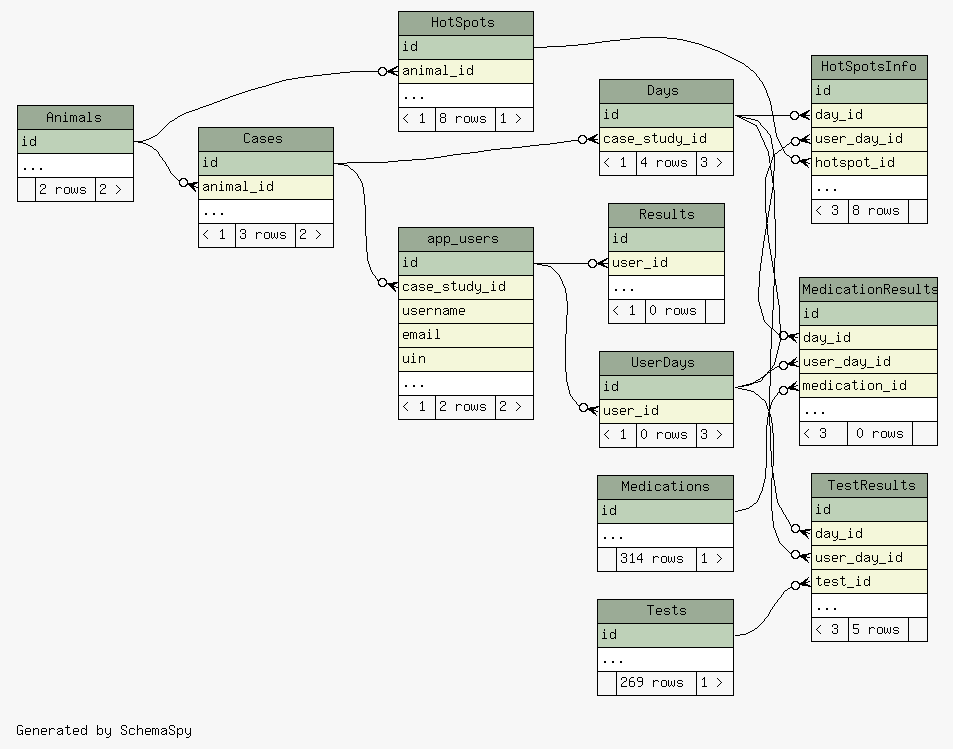 HotSpots
id
animal_id
...
< 1 8 rows 1 >
Animals
id
...
2 rows 2 >
Cases
id
animal_id
...
< 1 3 rows 2 >
app_users
id
case_study_id
username
email
uin
...
< 1 2 rows 2 >
Days
id
case_study_id
< 1 4 rows 3 >
Results
id
user_id
...
< 1 0 rows
UserDays
id
user_id
< 1 0 rows 3 >
Medications
id
...
314 rows 1 >
Tests
id
...
269 rows 1 >
HotSpotsInfo
id
day_id
user_day_id
hotspot_id
...
< 3 8 rows
MedicationResults
id
day_id
user_day_id
medication_id
...
< 3 0 rows
TestResults
id
day_id
user_day_id
test_id
...
< 3 5 rows
Generated by SchemaSpy